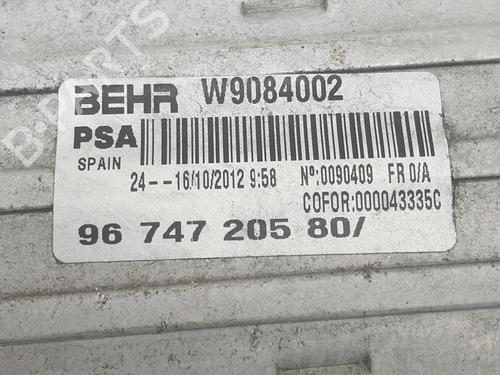 BEHR W9084002
PSA
SPAIN
24--16/10/2012 9:58 Nº:0090409 FR 0/A
COFOR:000043335C
96 747 205 80/
B-PARTS